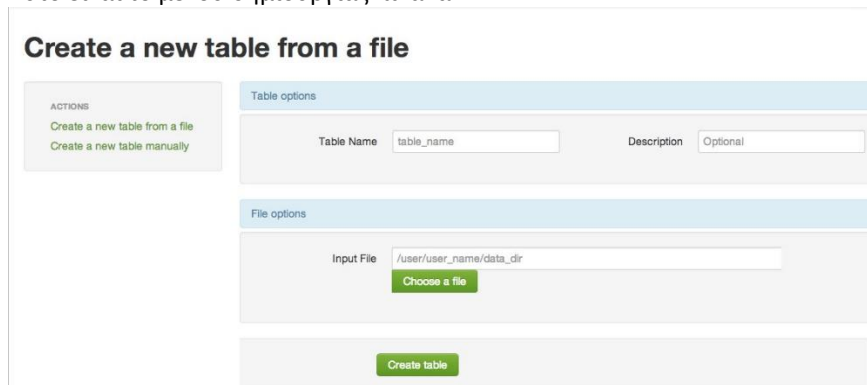 Create a new table from a file
ACTIONS
Create a new table from a file
Create a new table manually
Table options
Table Name
table_name
Description
Optional
File options
Input File
/user/user_name/data_dir
Choose a file
Create table